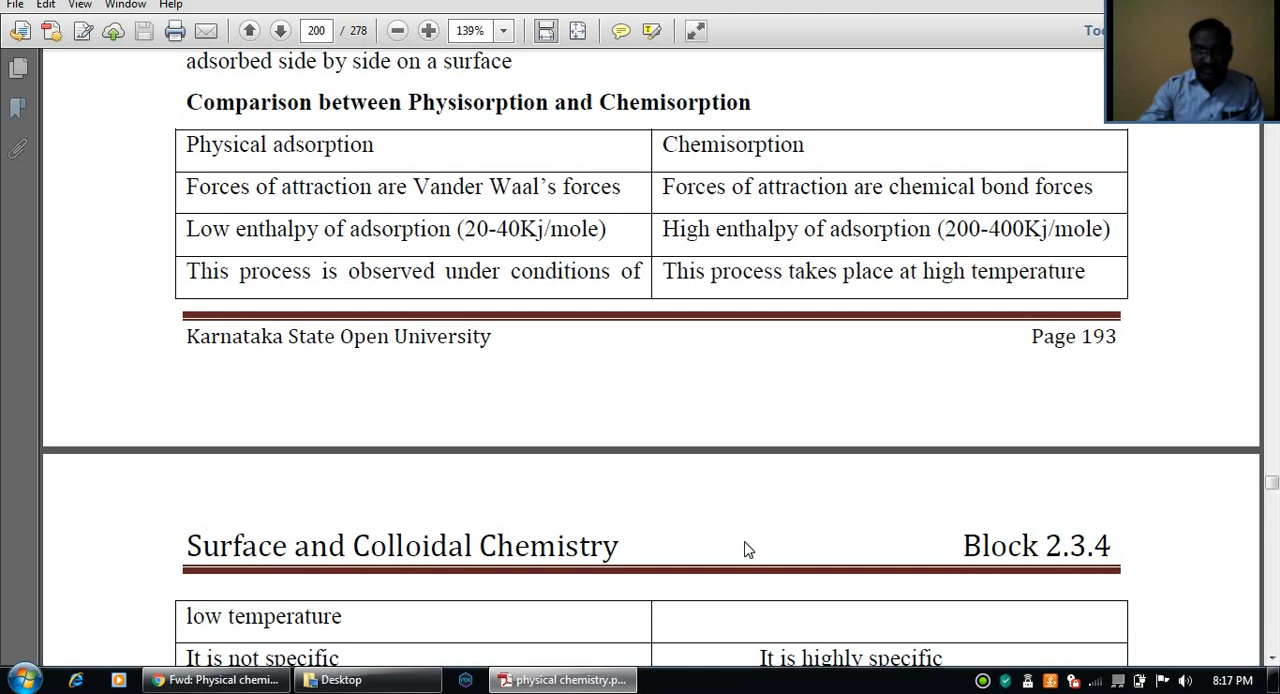 File Edit View Window Help
200 / 278 139% Too
adsorbed side by side on a surface
Comparison between Physisorption and Chemisorption
Physical adsorption Chemisorption
Forces of attraction are Vander Waal's forces Forces of attraction are chemical bond forces
Low enthalpy of adsorption (20-40Kj/mole) High enthalpy of adsorption (200-400Kj/mole)
This process is observed under conditions of This process takes place at high temperature
Karnataka State Open University Page 193
Surface and Colloidal Chemistry Block 2.3.4
low temperature
It is not specific It is highly specific
Fwd: Physical chemi... Desktop physical chemistry.p... 8:17 PM